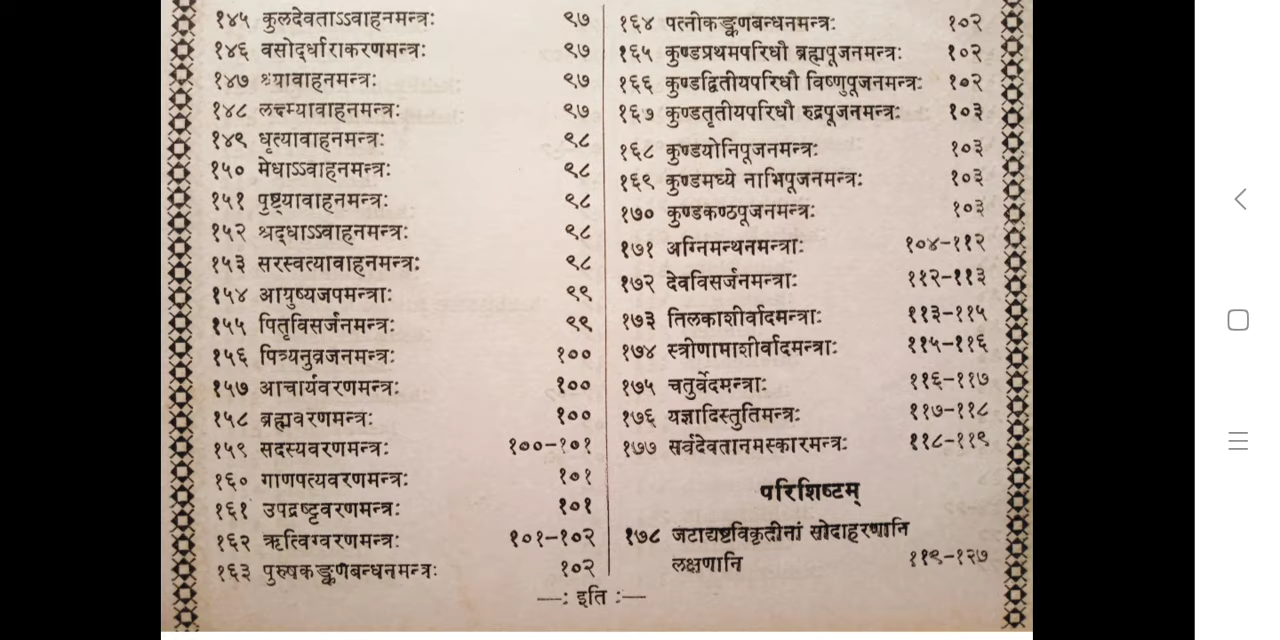 १४५ कुलदेवताऽऽवाहनमन्त्रः ९७
१४६ वसोर्द्धाराकरणमन्त्रः ९७
१४७ श्रयावाहनमन्त्रः ९७
१४८ लक्ष्म्यावाहनमन्त्रः ९७
१४९ धृत्यावाहनमन्त्रः ९८
१५० मेधाऽऽवाहनमन्त्रः ९८
१५१ पुष्ट्यावाहनमन्त्रः ९८
१५२ श्रद्धाऽऽवाहनमन्त्रः ९८
१५३ सरस्वत्यावाहनमन्त्रः ९८
१५४ आयुष्यजपमन्त्राः ९९
१५५ पितृविसर्जनमन्त्रः ९९
१५६ पित्र्यनुव्रजनमन्त्रः १००
१५७ आचार्यवरणमन्त्रः १००
१५८ ब्रह्मवरणमन्त्रः १००
१५९ सदस्यवरणमन्त्रः १००-१०१
१६० गाणपत्यवरणमन्त्रः १०१
१६१ उपद्रष्टृवरणमन्त्रः १०१
१६२ ऋत्विग्वरणमन्त्रः १०१-१०२
१६३ पुरुषकङ्कणबन्धनमन्त्रः १०२
१६४ पत्नीकङ्कणबन्धनमन्त्रः १०२
१६५ कुण्डप्रथमपरिधौ ब्रह्मपूजनमन्त्रः १०२
१६६ कुण्डद्वितीयपरिधौ विष्णुपूजनमन्त्रः १०२
१६७ कुण्डतृतीयपरिधौ रुद्रपूजनमन्त्रः १०३
१६८ कुण्डयोनिपूजनमन्त्रः १०३
१६९ कुण्डमध्ये नाभिपूजनमन्त्रः १०३
१७० कुण्डकण्ठपूजनमन्त्रः १०३
१७१ अग्निमन्थनमन्त्राः १०४-११२
१७२ देवविसर्जनमन्त्राः ११२-११३
१७३ तिलकाशीर्वादमन्त्राः ११३-११५
१७४ स्त्रीणामाशीर्वादमन्त्राः ११५-११६
१७५ चतुर्वेदमन्त्राः ११६-११७
१७६ यज्ञादिस्तुतिमन्त्रः ११७-११८
१७७ सर्वदेवतानमस्कारमन्त्रः ११८-११९
परिशिष्टम्
१७८ जटाद्यष्टविकृतीनां सोदाहरणानि
लक्षणानि ११९-१२७
—: इति :—